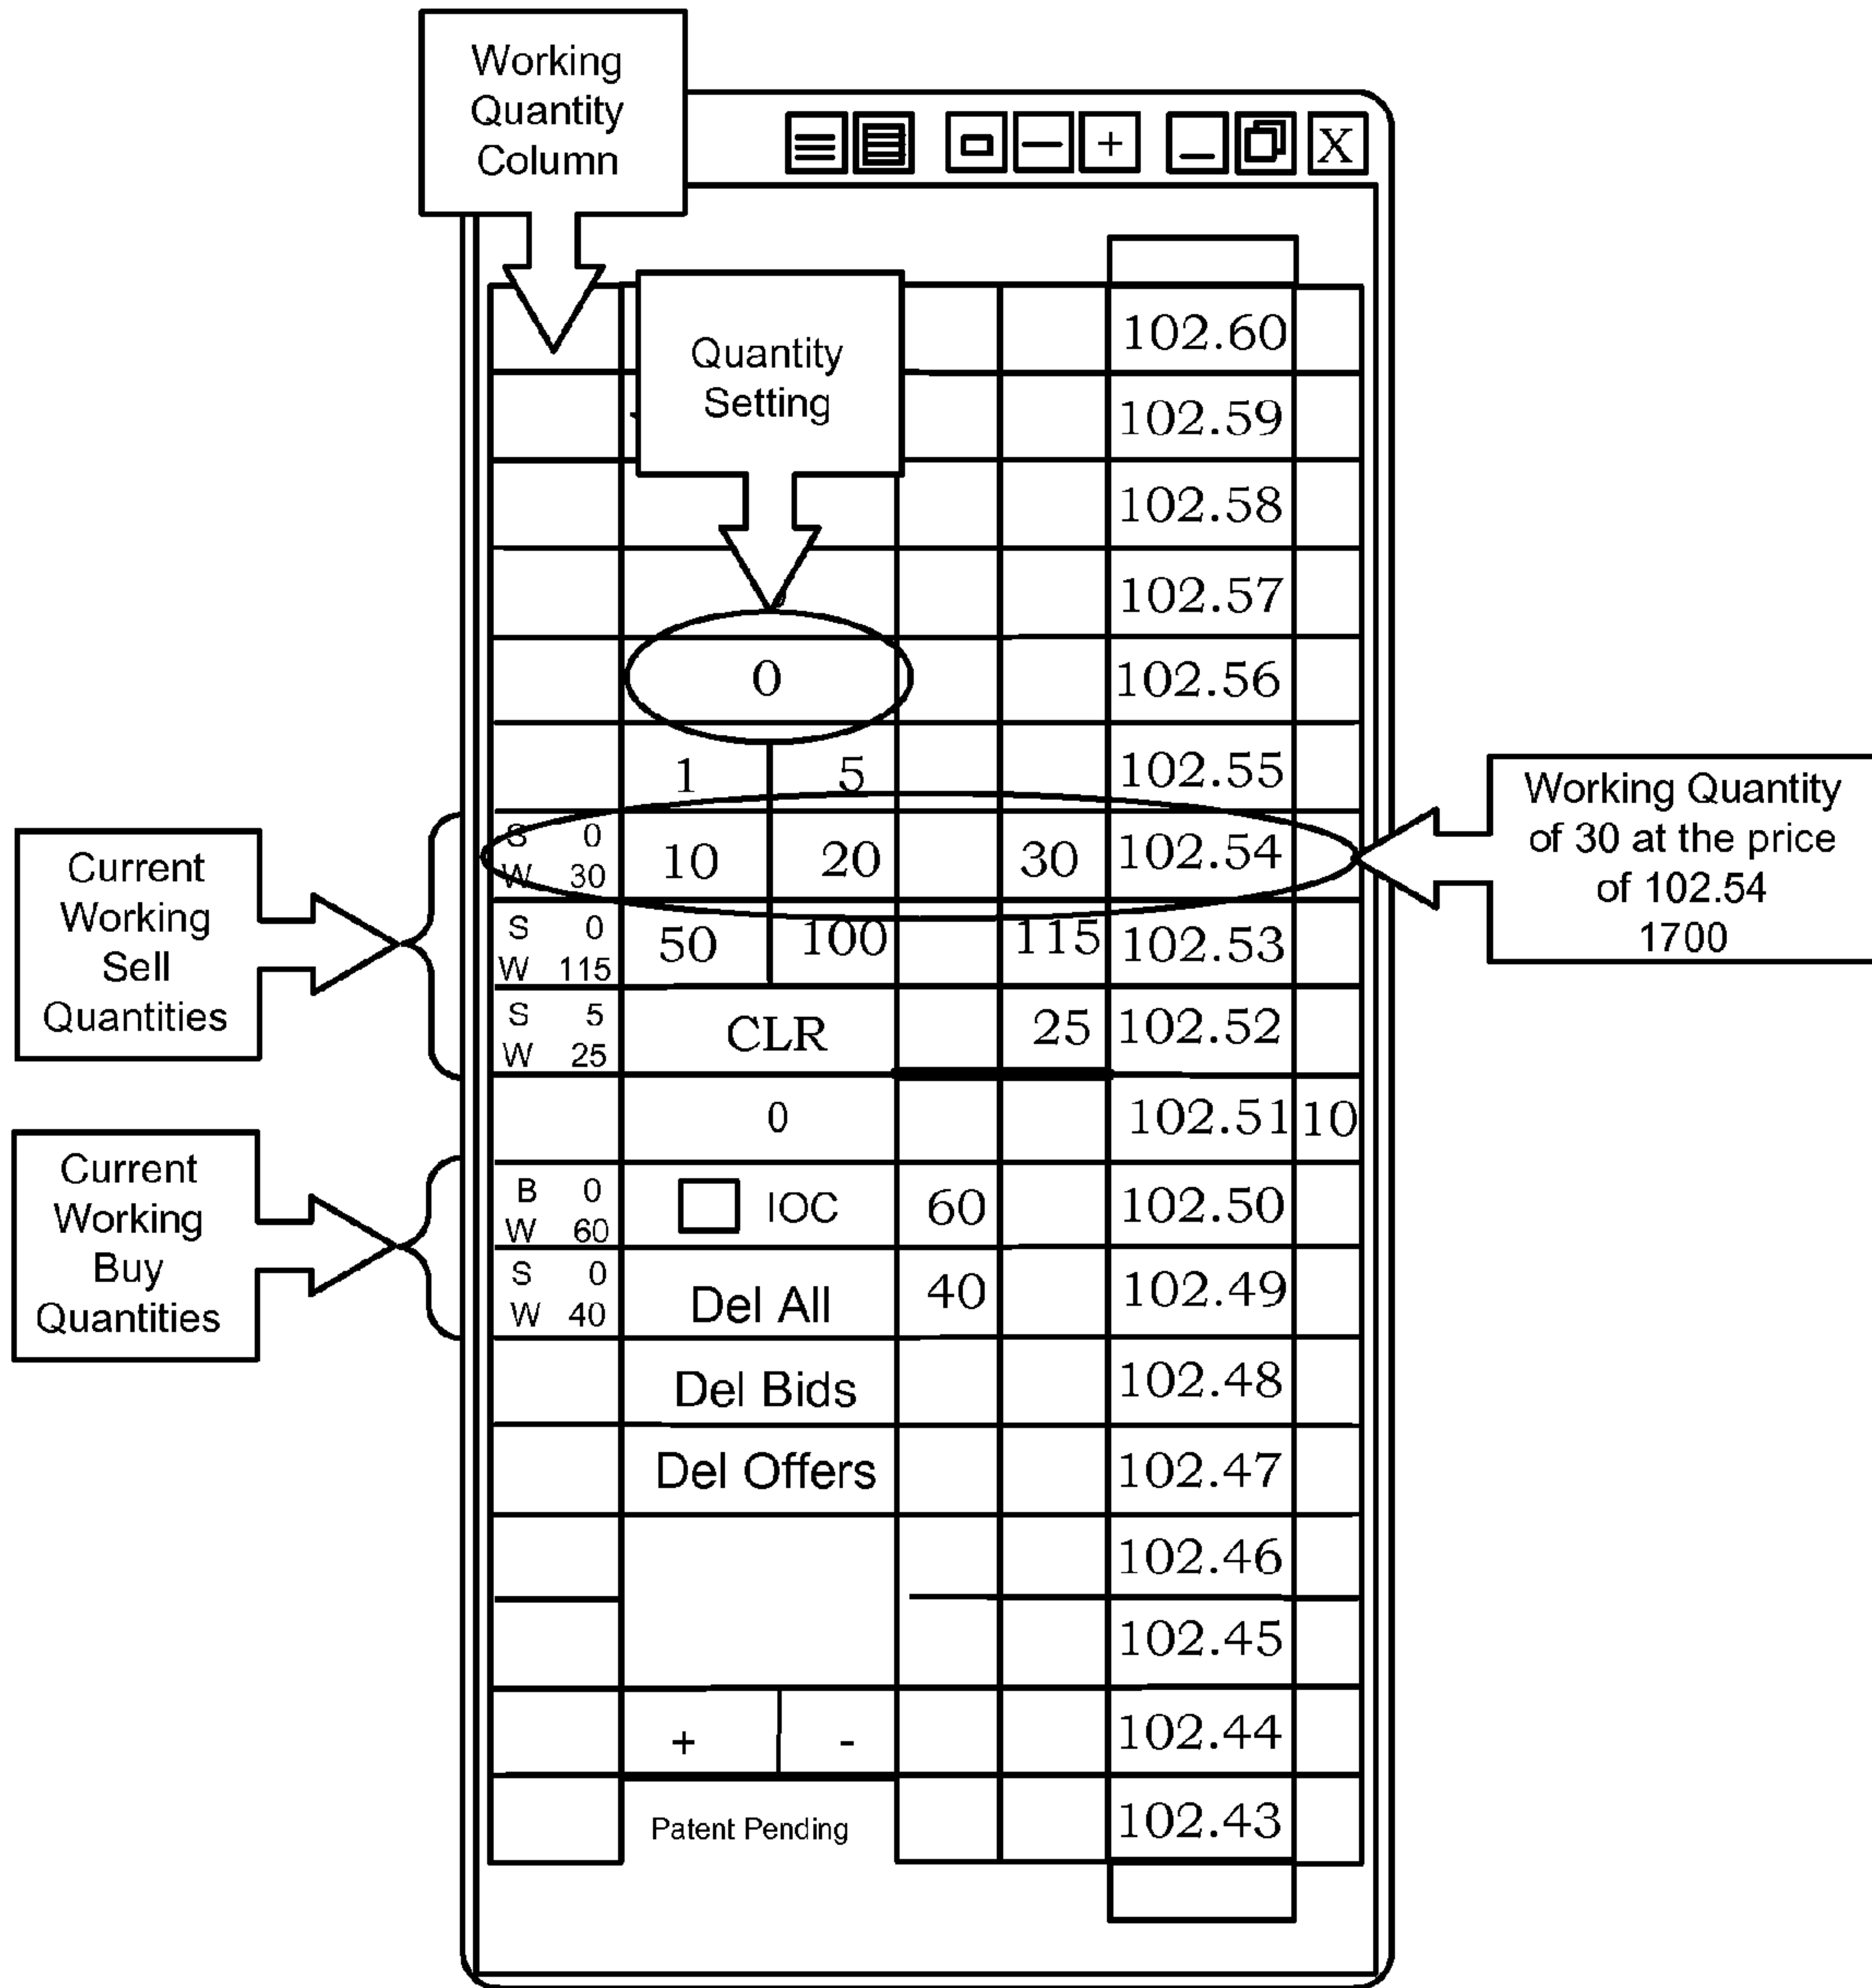 Working
Quantity
Column
X
Quantity
Setting
102.60
102.59
102.58
102.57
0 102.56
1 5 102.55
S 0
W 30 10 20 30 102.54
S 0
W 115 50 100 115 102.53
S 5
W 25 CLR 25 102.52
0 102.51 10
B 0
W 60 IOC 60 102.50
S 0
W 40 Del All 40 102.49
Del Bids 102.48
Del Offers 102.47
102.46
102.45
+ - 102.44
Patent Pending 102.43
Current
Working
Sell
Quantities
Current
Working
Buy
Quantities
Working Quantity
of 30 at the price
of 102.54
1700